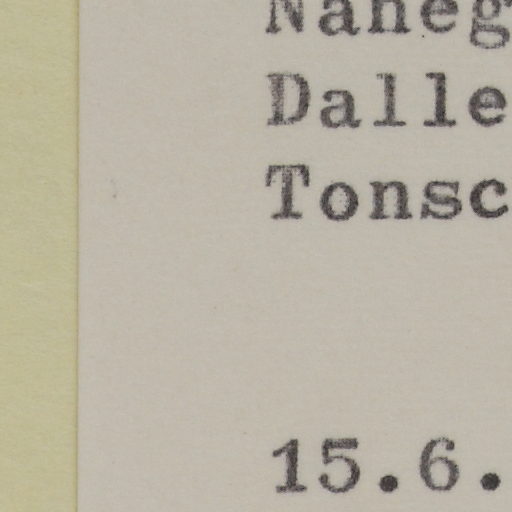 Naheg
Dalle
Tonsc
15.6.